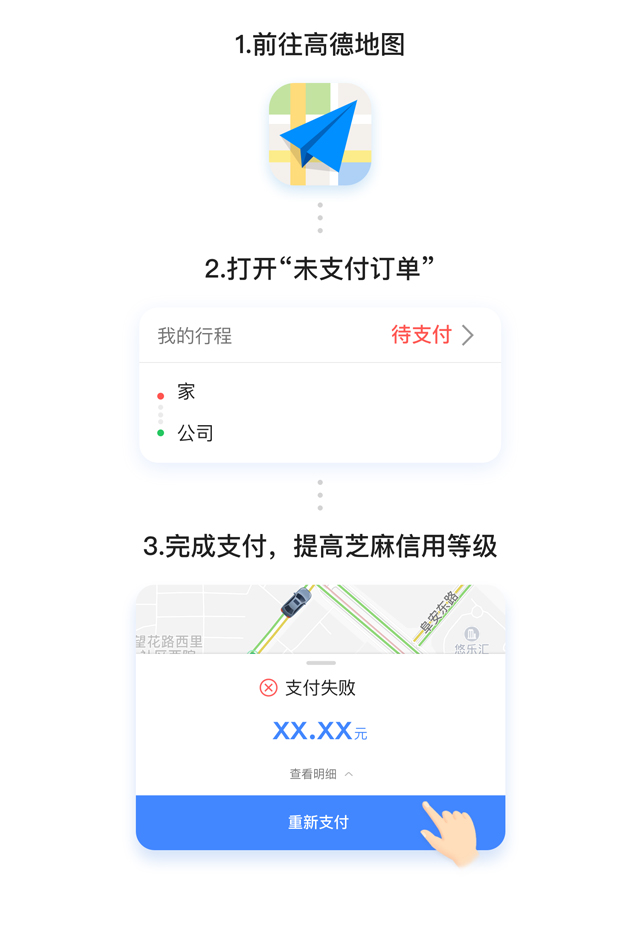 1.前往高德地图
2.打开“未支付订单”
我的行程
待支付
家
公司
3.完成支付，提高芝麻信用等级
阜安东路
望花路西里
悠乐汇
支付失败
XX.XX元
查看明细
重新支付